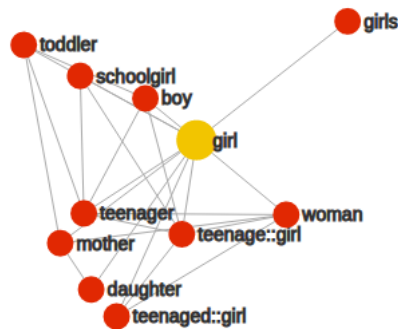 girls
toddler
schoolgirl
boy
girl
teenager
woman
teenage::girl
mother
daughter
teenaged::girl